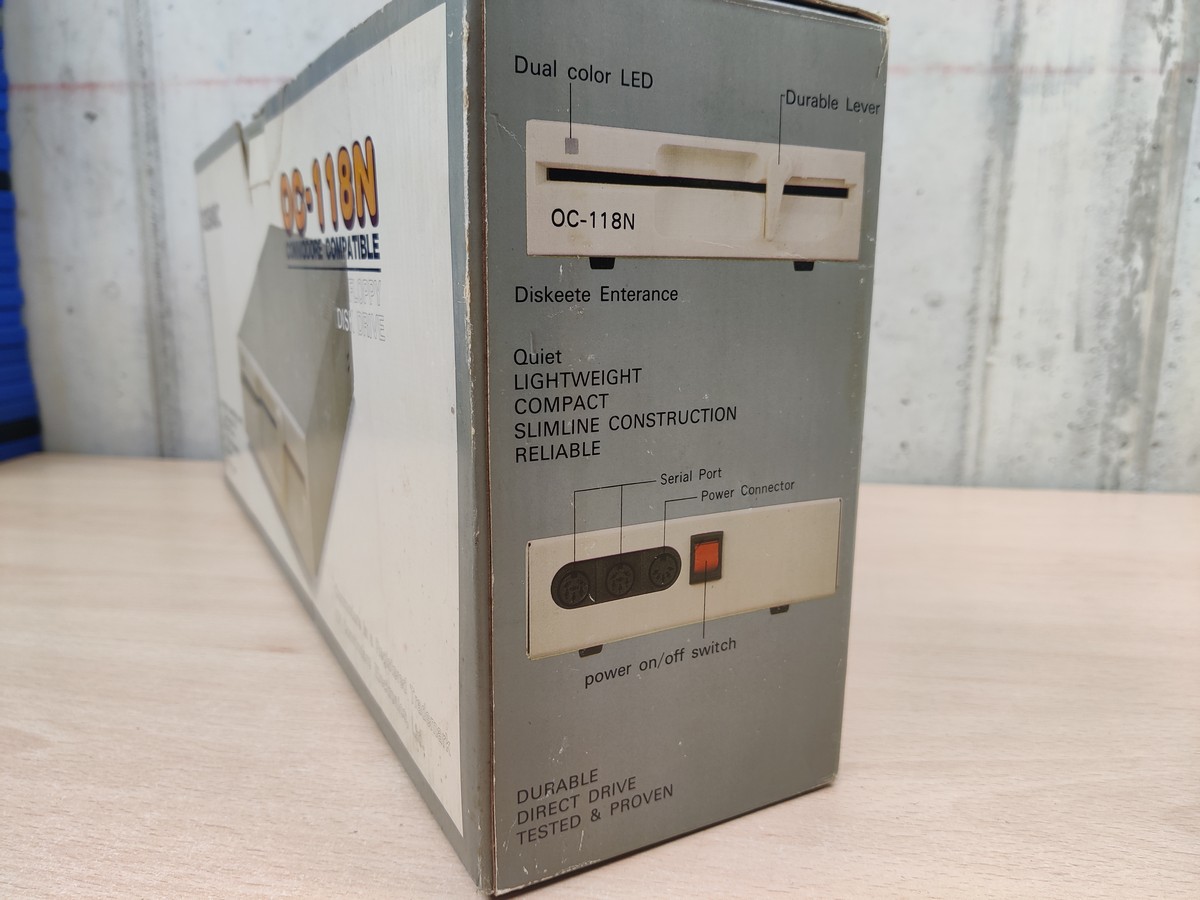 OC-118N
COMMODORE COMPATIBLE
FLOPPY
DISK DRIVE
Dual color LED
Durable Lever
OC-118N
Diskeete Enterance
Quiet
LIGHTWEIGHT
COMPACT
SLIMLINE CONSTRUCTION
RELIABLE
Serial Port
Power Connector
power on/off switch
DURABLE
DIRECT DRIVE
TESTED & PROVEN